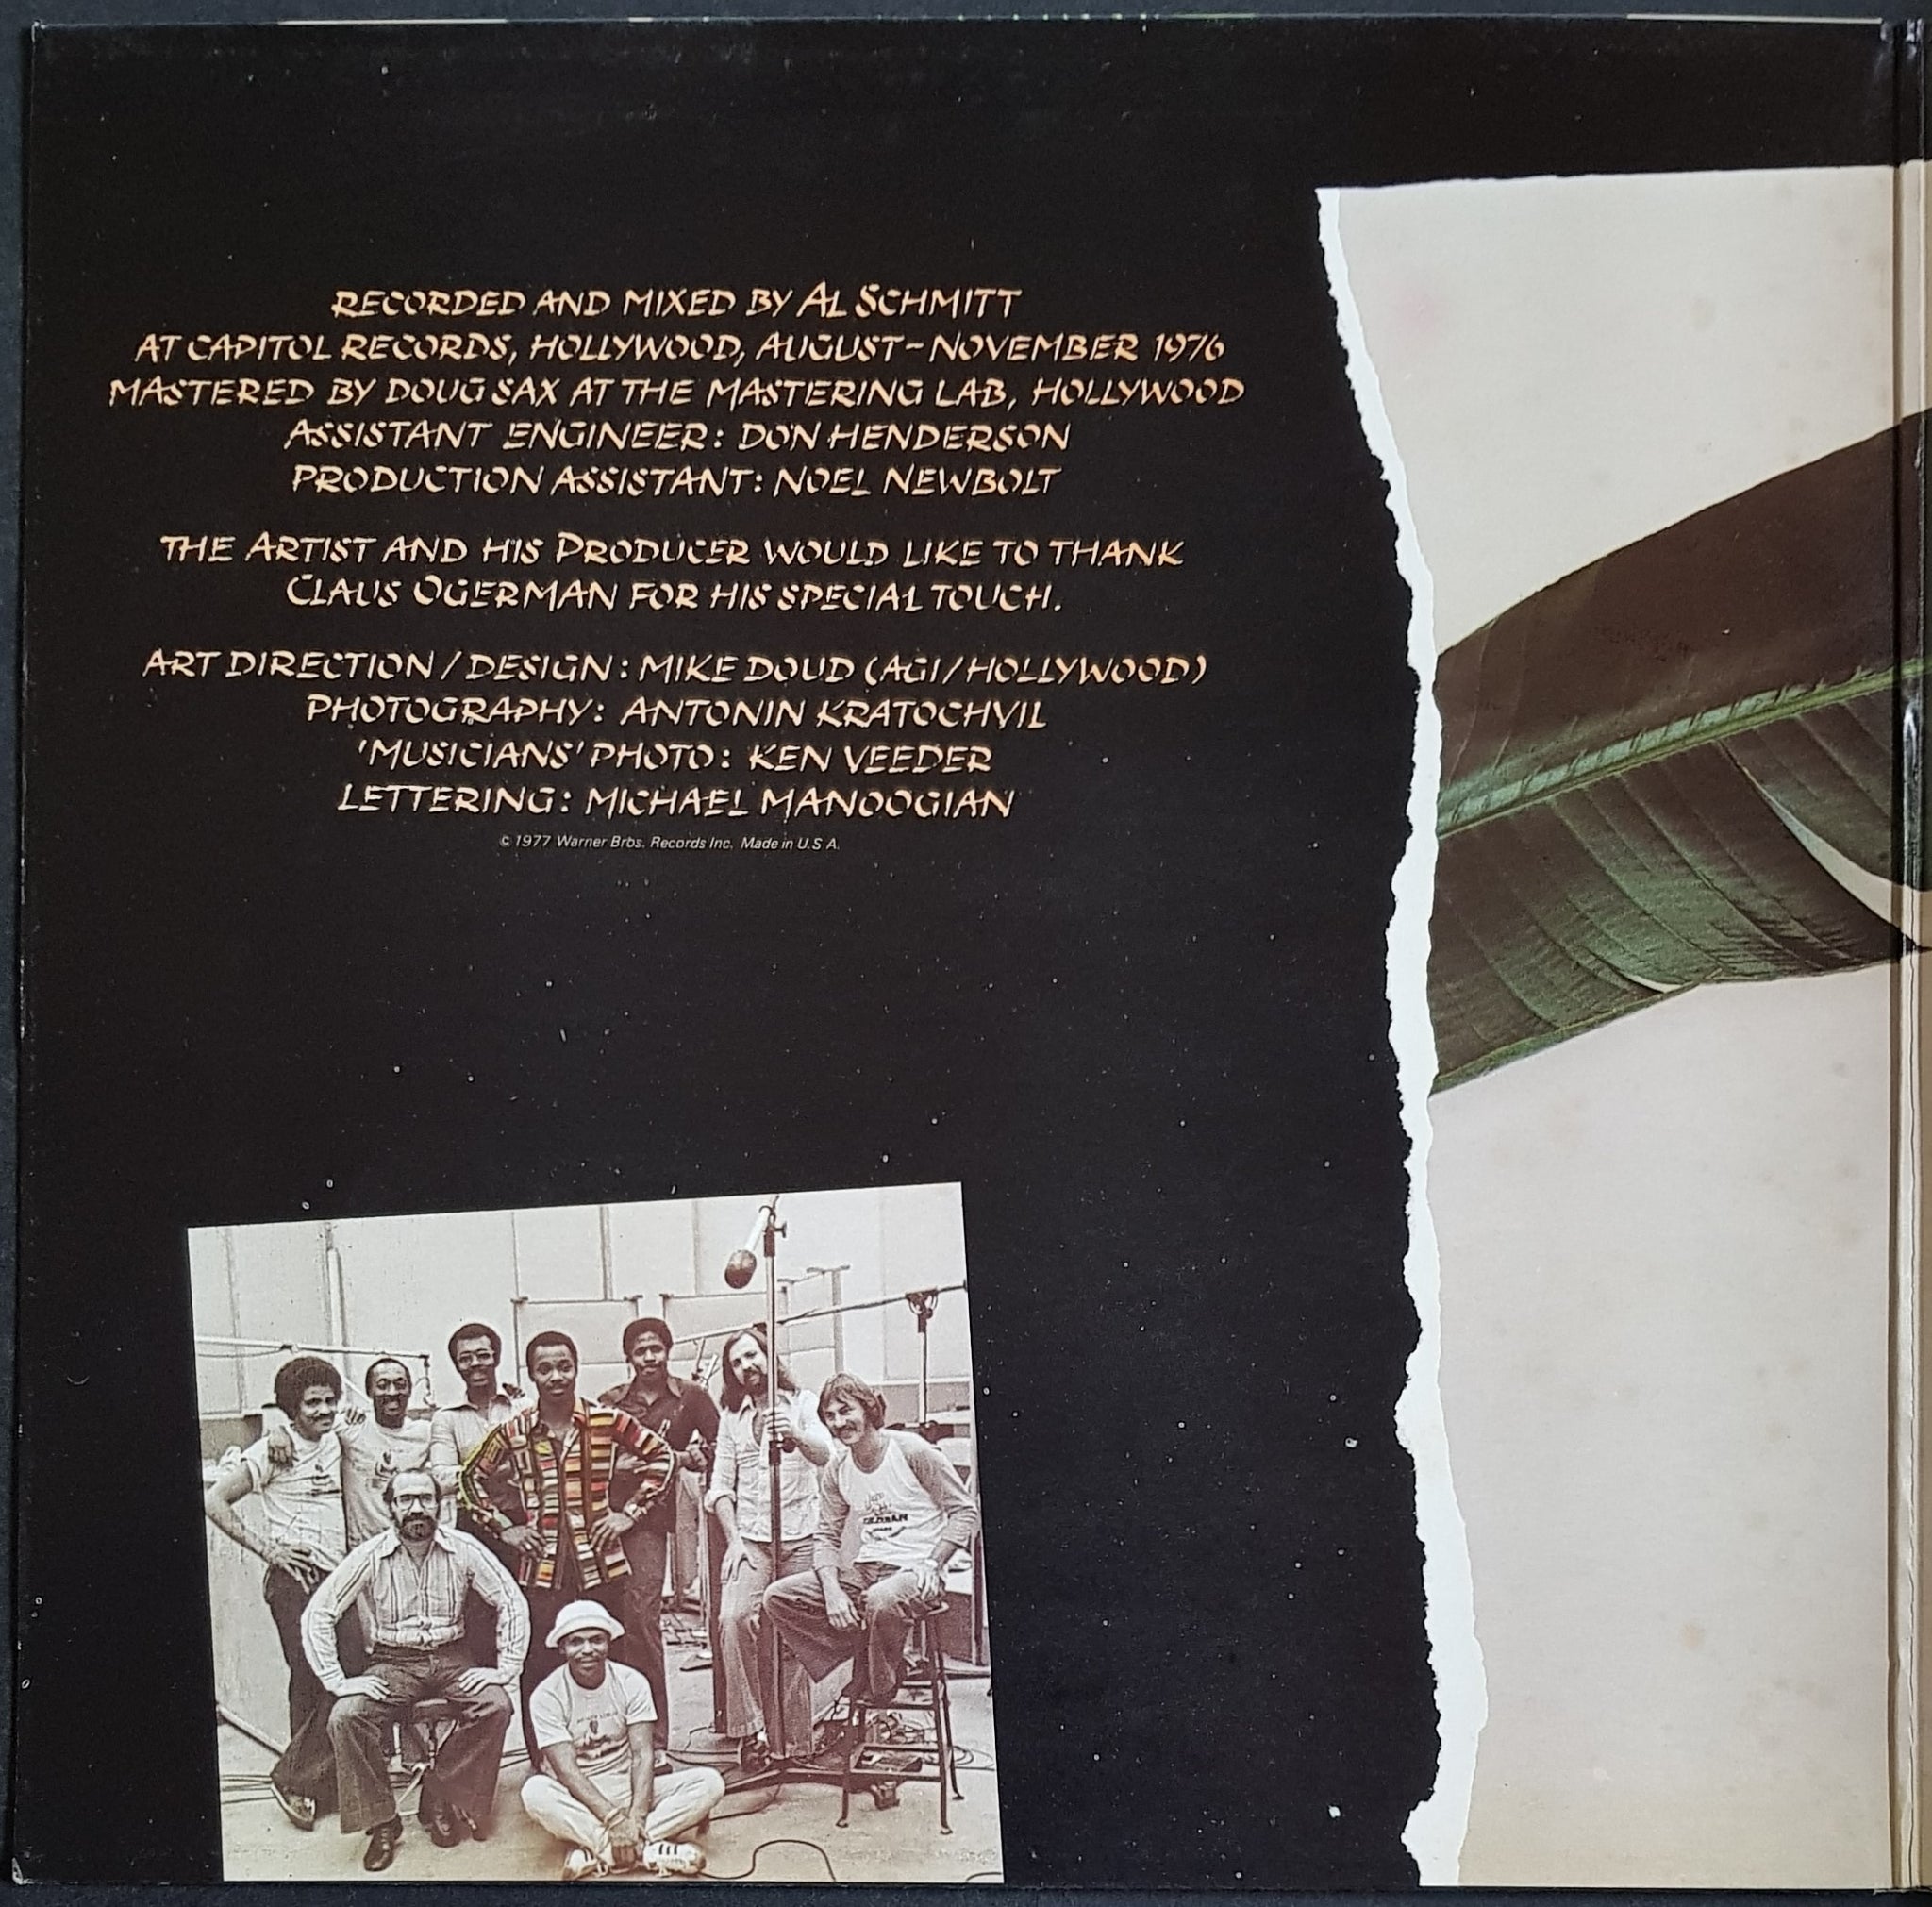 RECORDED AND MIXED BY AL SCHMITT
AT CAPITOL RECORDS, HOLLYWOOD, AUGUST-NOVEMBER 1976
MASTERED BY DOUG SAX AT THE MASTERING LAB, HOLLYWOOD
ASSISTANT ENGINEER: DON HENDERSON
PRODUCTION ASSISTANT: NOEL NEWBOLT
THE ARTIST AND HIS PRODUCER WOULD LIKE TO THANK
CLAUS OGERMAN FOR HIS SPECIAL TOUCH.
ART DIRECTION / DESIGN: MIKE DOUD (AGI/HOLLYWOOD)
PHOTOGRAPHY: ANTONIN KRATOCHVIL
'MUSICIANS' PHOTO: KEN VEEDER
LETTERING: MICHAEL MANOOGIAN
© 1977 Warner Bros. Records Inc. Made in U.S A.